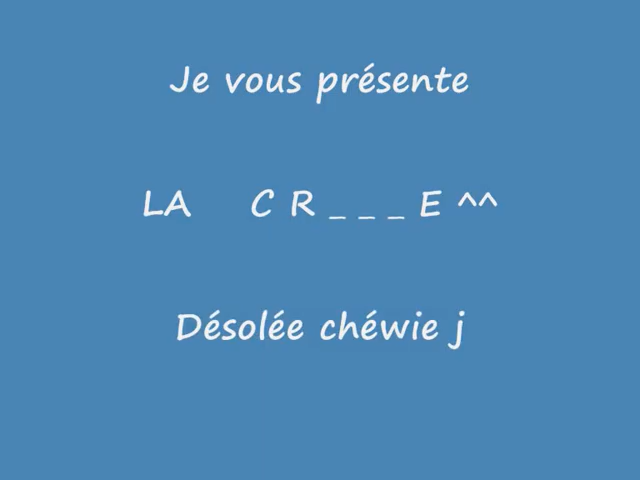 Je vous présente
LA C R _ _ _ E ^^
Désolée chéwie j